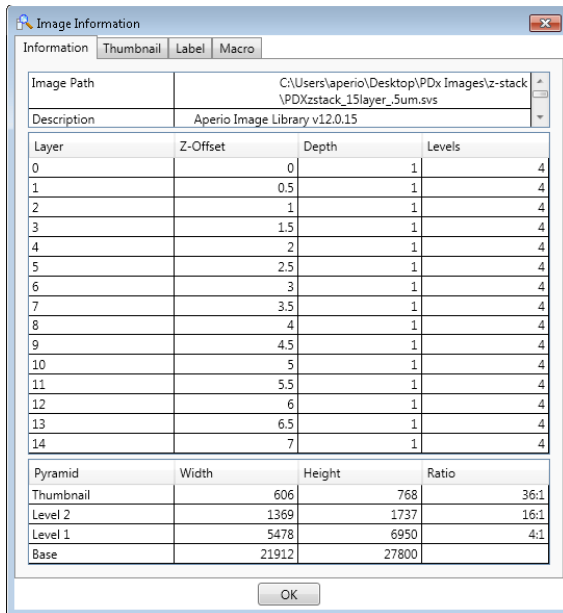 Image Information
Information Thumbnail Label Macro
Image Path C:\Users\aperio\Desktop\PDx Images\z-stack
\PDXzstack_15layer_.5um.svs
Description Aperio Image Library v12.0.15
Layer Z-Offset Depth Levels
0 0 1 4
1 0.5 1 4
2 1 1 4
3 1.5 1 4
4 2 1 4
5 2.5 1 4
6 3 1 4
7 3.5 1 4
8 4 1 4
9 4.5 1 4
10 5 1 4
11 5.5 1 4
12 6 1 4
13 6.5 1 4
14 7 1 4
Pyramid Width Height Ratio
Thumbnail 606 768 36:1
Level 2 1369 1737 16:1
Level 1 5478 6950 4:1
Base 21912 27800
OK